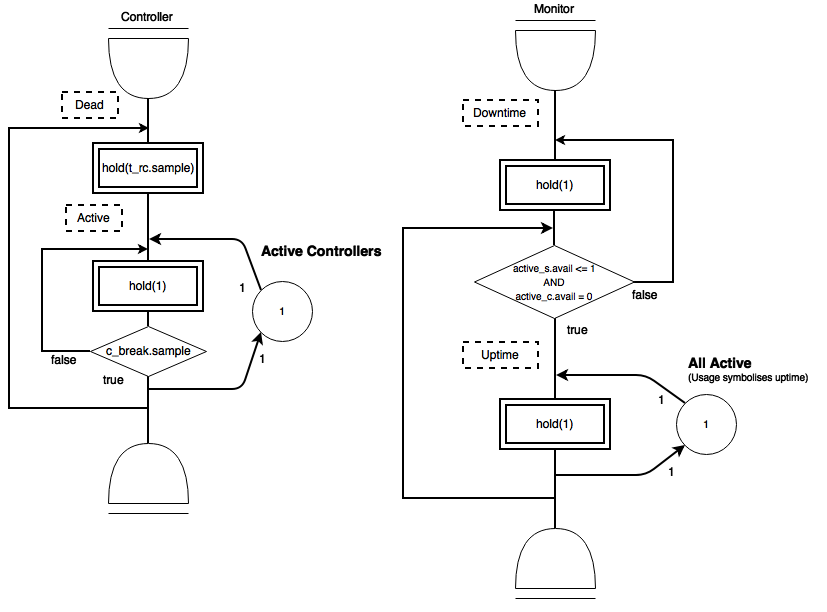 Controller
Dead
hold(t_rc.sample)
Active
Active Controllers
hold(1)
1
1
c_break.sample
false
1
true
Monitor
Downtime
hold(1)
active_s.avail <= 1
AND
active_c.avail = 0
false
true
Uptime
All Active
(Usage symbolises uptime)
1
hold(1)
1
1